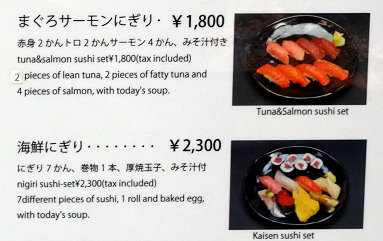 まぐろサーモンにぎり・ ￥1,800
赤身2かんトロ2かんサーモン4かん、みそ汁付き
tuna&salmon sushi set¥1,800(tax included)
2 pieces of lean tuna, 2 pieces of fatty tuna and
4 pieces of salmon, with today's soup.
Tuna&Salmon sushi set
海鮮にぎり・・・・・・・・ ￥2,300
にぎり7かん、巻物1本、厚焼玉子、みそ汁付
nigiri sushi-set¥2,300(tax included)
7different pieces of sushi, 1 roll and baked egg,
with today's soup.
Kaisen sushi set